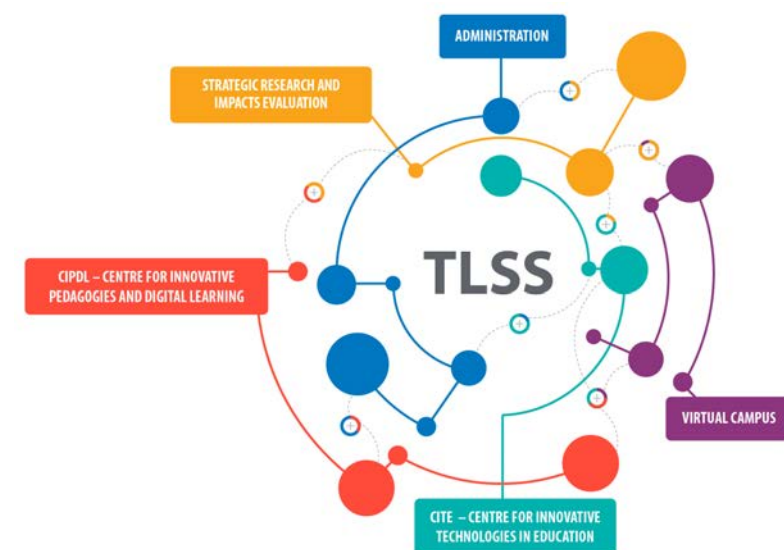 ADMINISTRATION
STRATEGIC RESEARCH AND
IMPACTS EVALUATION
TLSS
CIPDL – CENTRE FOR INNOVATIVE
PEDAGOGIES AND DIGITAL LEARNING
VIRTUAL CAMPUS
CITE – CENTRE FOR INNOVATIVE
TECHNOLOGIES IN EDUCATION